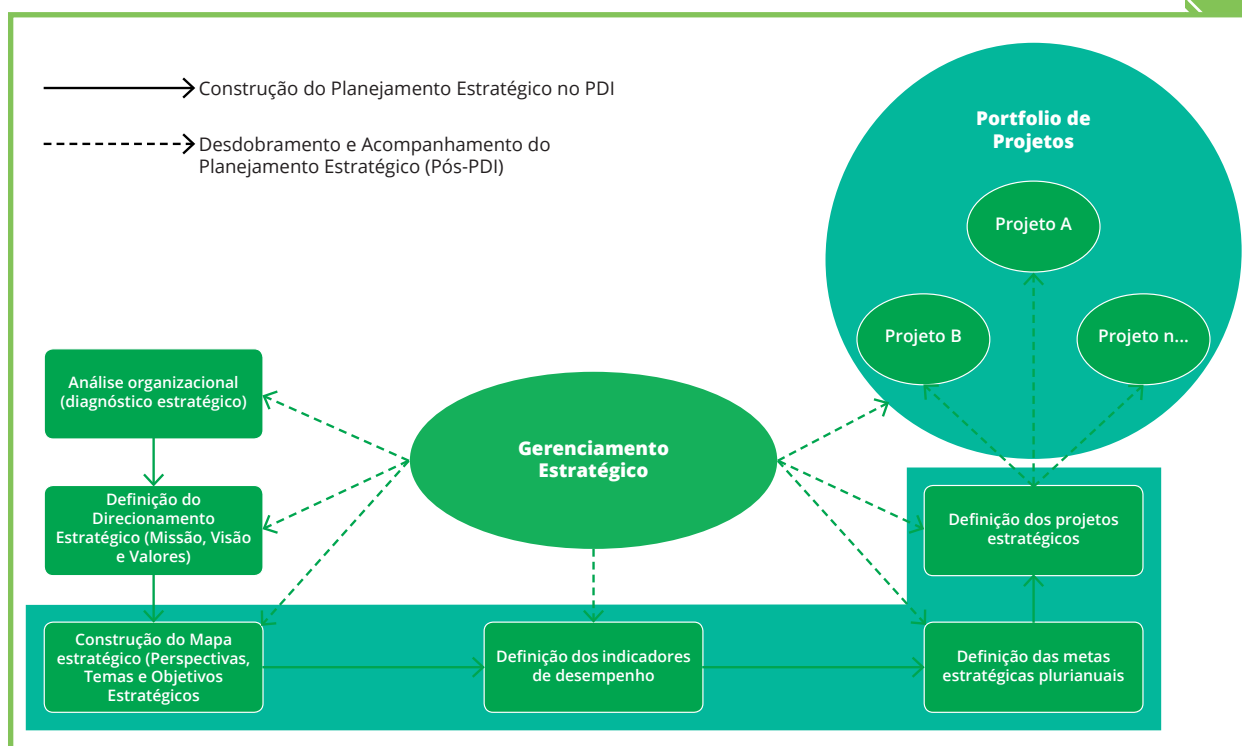 Construção do Planejamento Estratégico no PDI
Desdobramento e Acompanhamento do
Planejamento Estratégico (Pós-PDI)
Portfolio de
Projetos
Projeto A
Projeto B
Projeto n...
Análise organizacional
(diagnóstico estratégico)
Gerenciamento
Estratégico
Definição do
Direcionamento
Estratégico (Missão, Visão
e Valores)
Definição dos projetos
estratégicos
Construção do Mapa
estratégico (Perspectivas,
Temas e Objetivos
Estratégicos
Definição dos indicadores
de desempenho
Definição das metas
estratégicas plurianuais